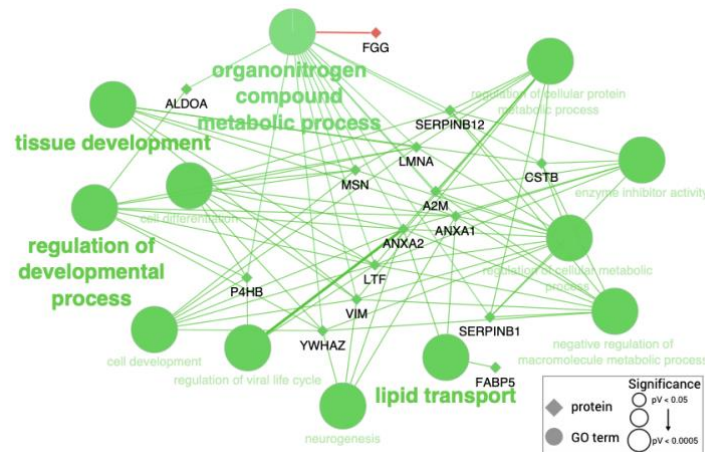 FGG
organonitrogen
compound
metabolic process
regulation of cellular protein
metabolic process
ALDOA
SERPINB12
tissue development
LMNA
MSN
CSTB
enzyme inhibitor activity
A2M
cell differentiation
ANXA1
ANXA2
regulation of
developmental
process
regulation of cellular metabolic
process
LTF
P4HB
VIM
SERPINB1
YWHAZ
negative regulation of
macromolecule metabolic process
cell development
regulation of viral life cycle
FABP5
lipid transport
neurogenesis
Significance
pV < 0.05
protein
GO term
pV < 0.0005